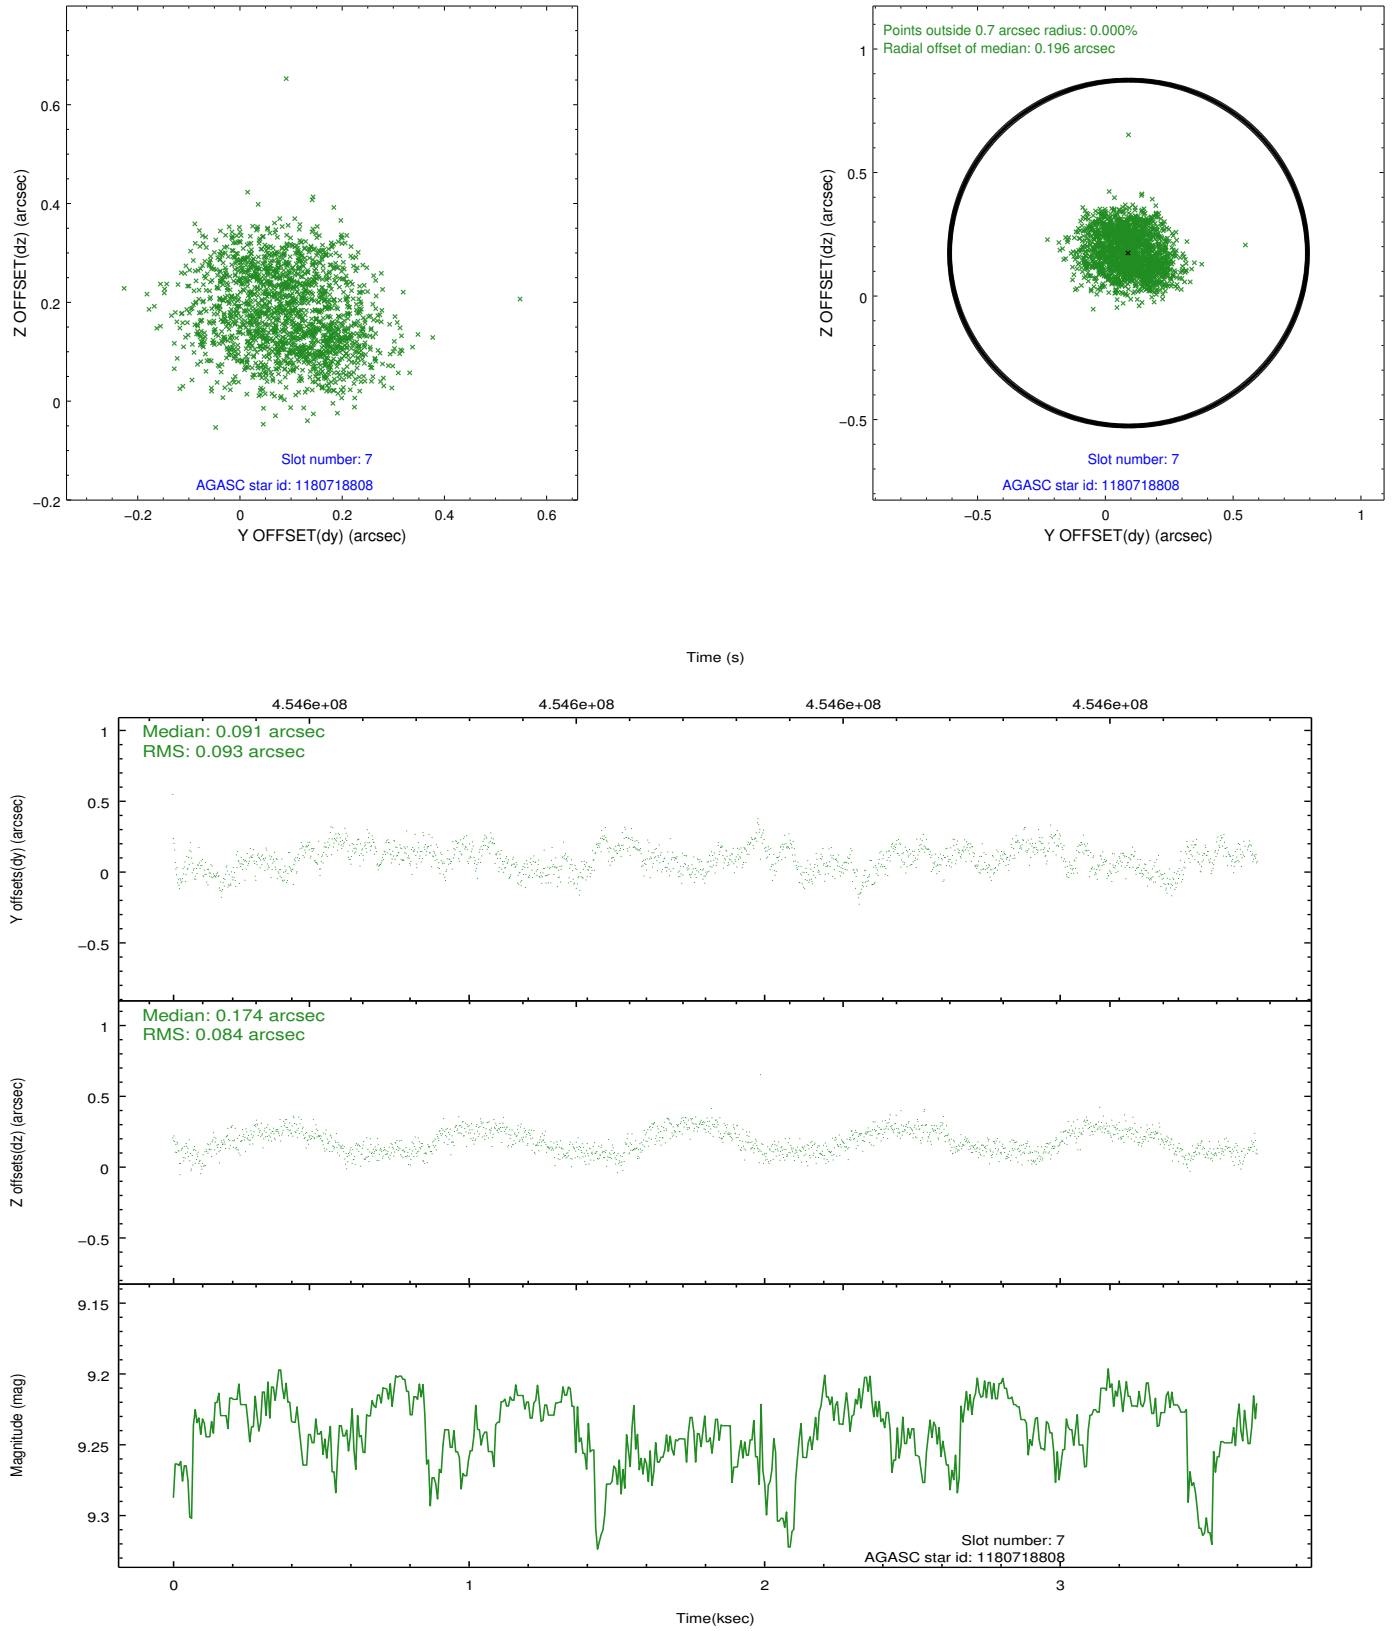 0.6
0.4
0.2
0
−0.2
−0.2
0
0.2
0.4
0.6
Z OFFSET(dz) (arcsec)
Y OFFSET(dy) (arcsec)
Slot number: 7
AGASC star id: 1180718808
Points outside 0.7 arcsec radius: 0.000%
Radial offset of median: 0.196 arcsec
1
0.5
0
−0.5
−0.5
0
0.5
1
Z OFFSET(dz) (arcsec)
Y OFFSET(dy) (arcsec)
Slot number: 7
AGASC star id: 1180718808
Time (s)
4.546e+08
4.546e+08
4.546e+08
4.546e+08
Median: 0.091 arcsec
RMS: 0.093 arcsec
1
0.5
0
−0.5
Y offsets(dy) (arcsec)
Median: 0.174 arcsec
RMS: 0.084 arcsec
1
0.5
0
−0.5
Z offsets(dz) (arcsec)
9.15
9.2
9.25
9.3
Magnitude (mag)
Slot number: 7
AGASC star id: 1180718808
0
1
2
3
Time(ksec)